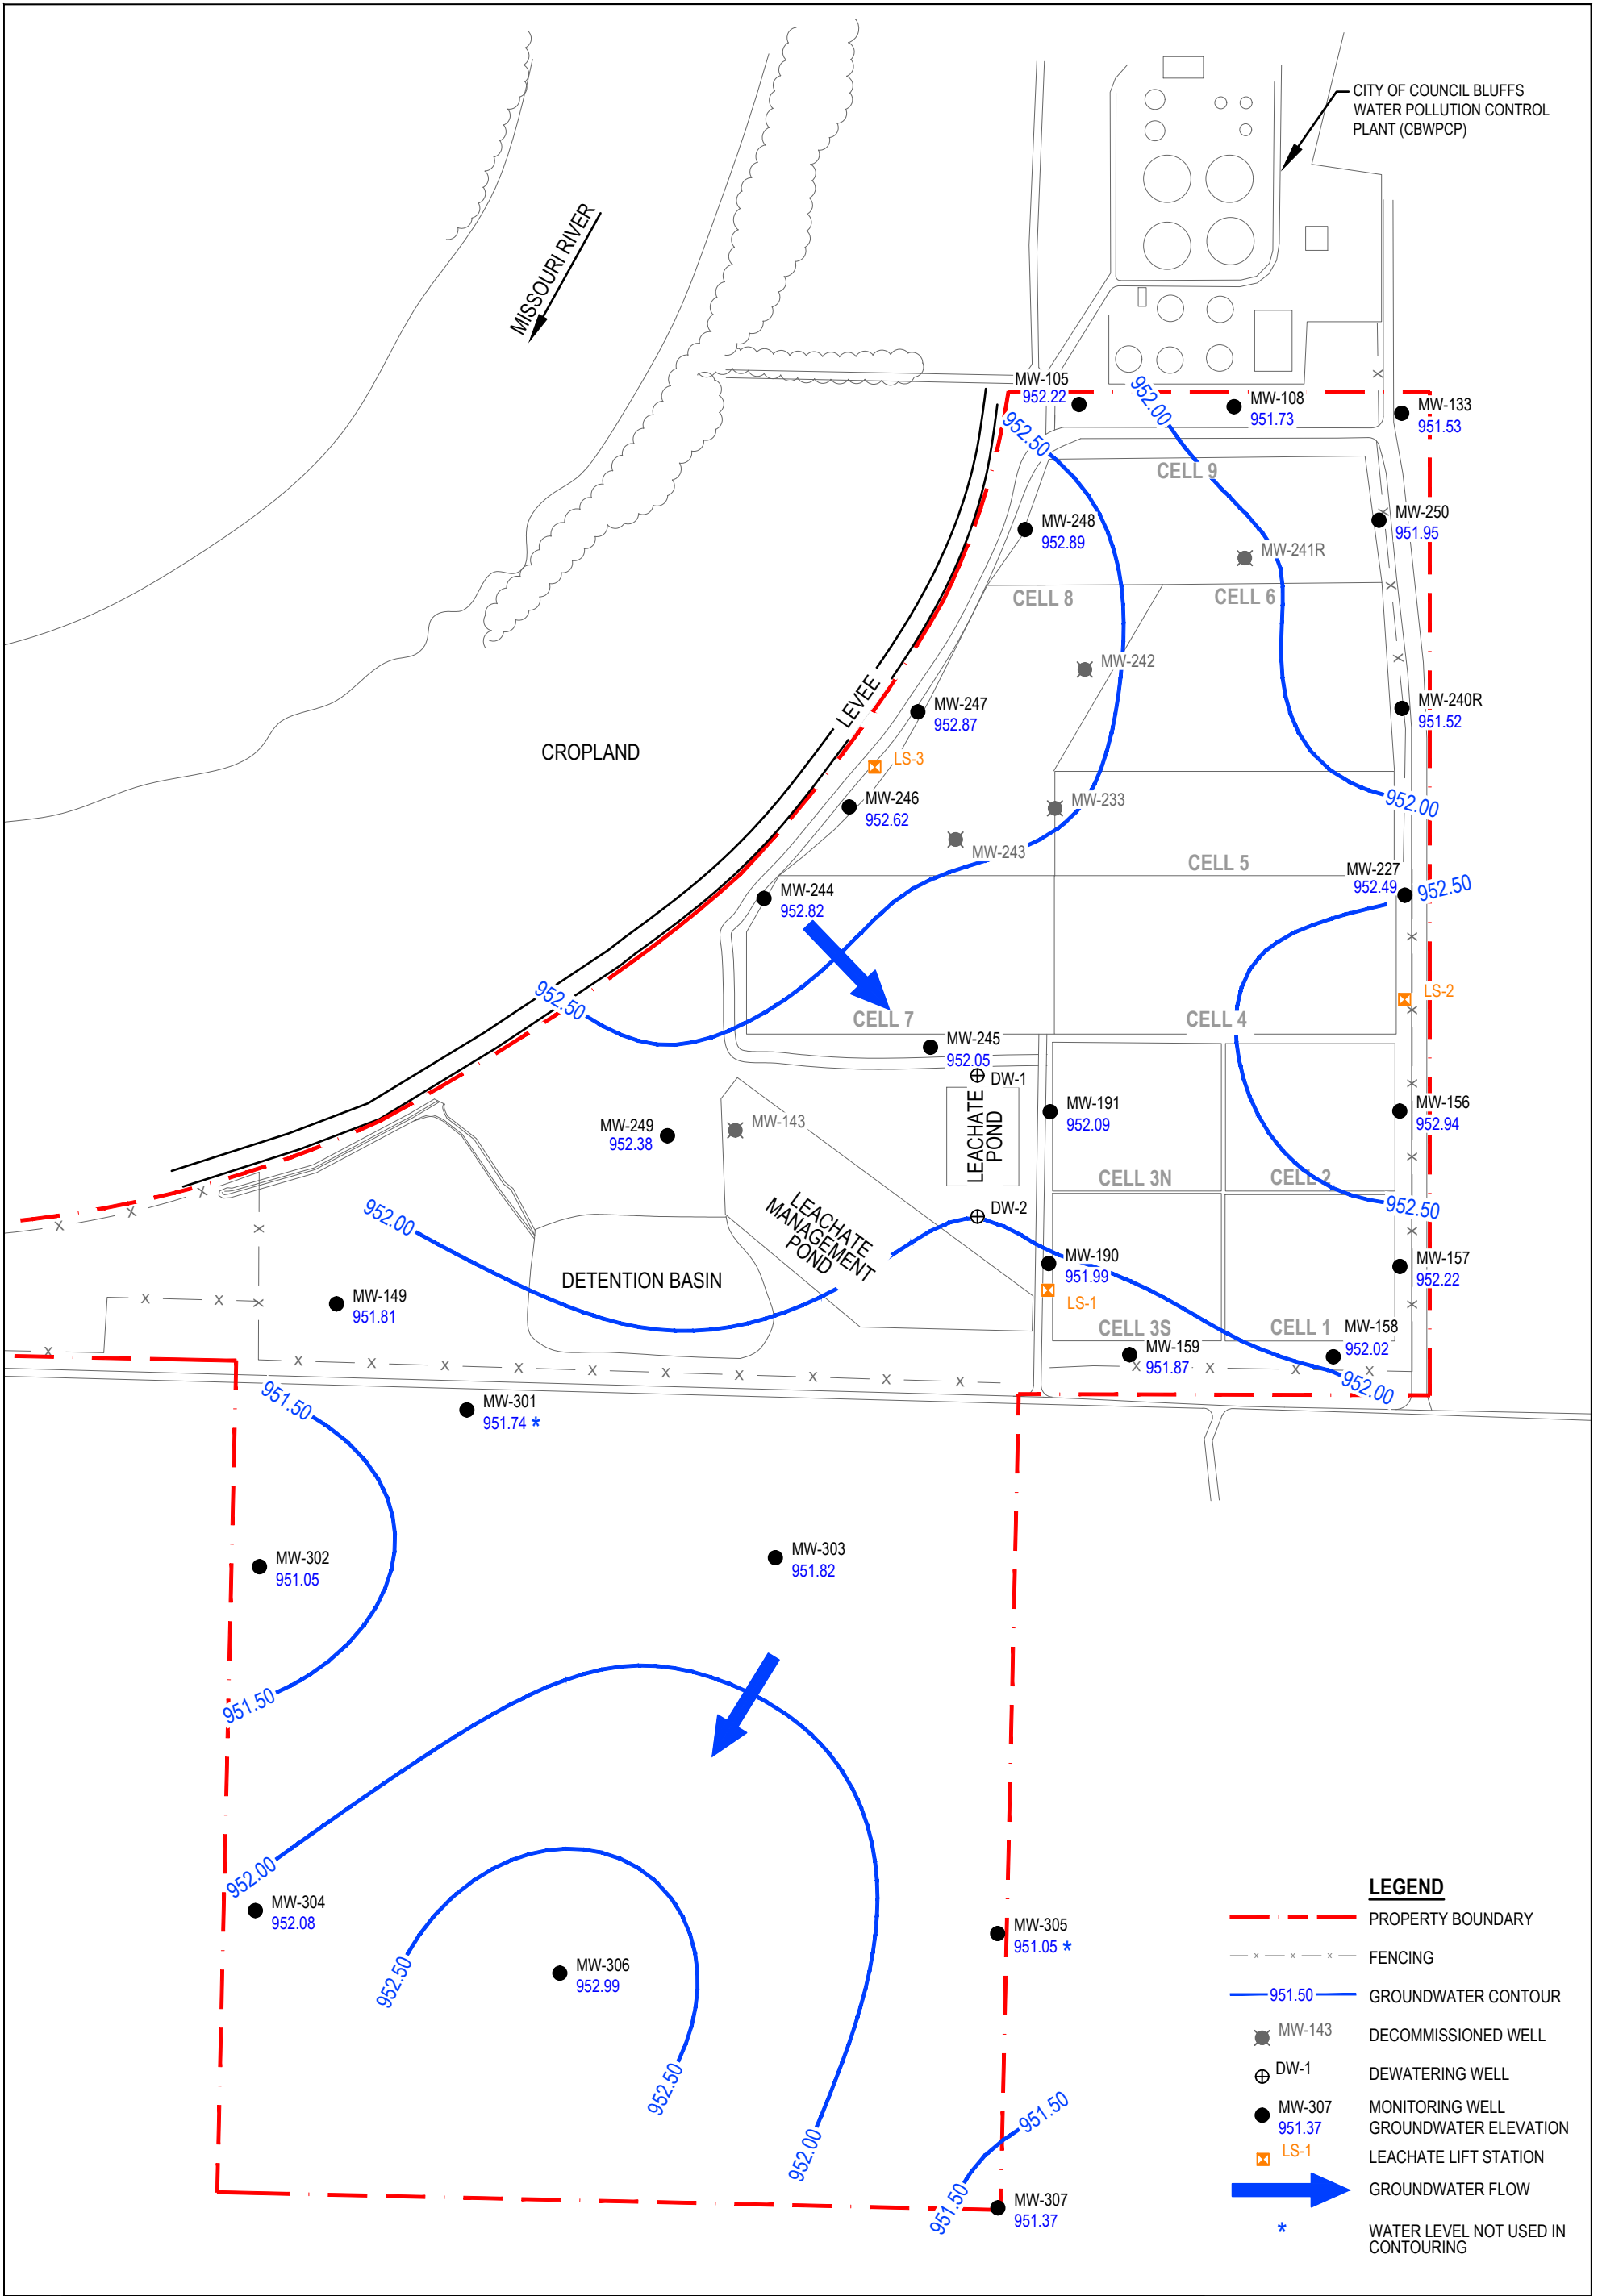 CITY OF COUNCIL BLUFFS
WATER POLLUTION CONTROL
PLANT (CBWPCP)
MISSOURI RIVER
MW-105
952.22
952.00
MW-108
951.73
MW-133
951.53
952.50
CELL 9
MW-250
951.95
MW-248
952.89
MW-241R
CELL 8
CELL 6
MW-242
LEVEE
MW-247
952.87
MW-240R
951.52
CROPLAND
LS-3
MW-246
952.62
MW-233
952.00
MW-243
CELL 5
MW-227
952.49
952.50
MW-244
952.82
952.50
LS-2
CELL 7
CELL 4
MW-245
952.05
DW-1
MW-249
952.38
MW-143
LEACHATE
POND
MW-191
952.09
MW-156
952.94
CELL 3N
CELL 2
952.50
952.00
LEACHATE
MANAGEMENT
POND
DW-2
MW-190
951.99
MW-157
952.22
DETENTION BASIN
MW-149
951.81
LS-1
CELL 3S
CELL 1
MW-158
952.02
MW-159
951.87
952.00
951.50
MW-301
951.74 *
MW-302
951.05
MW-303
951.82
951.50
952.00
MW-304
952.08
MW-305
951.05 *
952.50
MW-306
952.99
952.50
952.00
951.50
951.50
MW-307
951.37
LEGEND
PROPERTY BOUNDARY
x x x FENCING
951.50 GROUNDWATER CONTOUR
MW-143 DECOMMISSIONED WELL
DW-1 DEWATERING WELL
MW-307 MONITORING WELL
951.37 GROUNDWATER ELEVATION
LS-1 LEACHATE LIFT STATION
GROUNDWATER FLOW
* WATER LEVEL NOT USED IN
CONTOURING